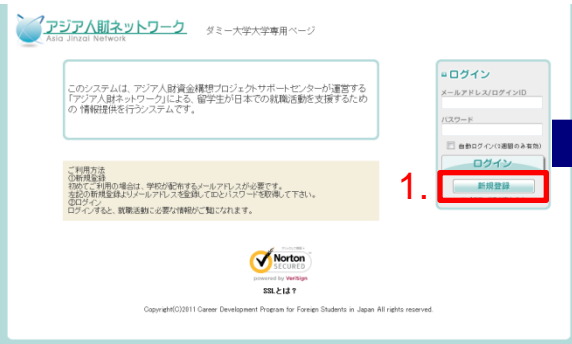 アジア人財ネットワーク ダミー大学大学専用ページ
Asia Jinzai Network
このシステムは、アジア人財資金構想プロジェクトサポートセンターが運営する
「アジア人財ネットワーク」による、留学生が日本での就職活動を支援するため
の 情報提供を行うシステムです。
ご利用方法
①新規登録
初めてご利用の場合は、学校が配布するメールアドレスが必要です。
左記の新規登録よりメールアドレスを登録してIDとパスワードを取得して下さい。
②ログイン
ログインすると、就職活動に必要な情報がご覧になれます。
ログイン
メールアドレス/ログインID
パスワード
自動ログイン(1週間のみ有効)
ログイン
1.
新規登録
Norton
SECURED
powered by VeriSign
SSLとは？
Copyright(C)2011 Career Development Program for Foreign Students in Japan All rights reserved.